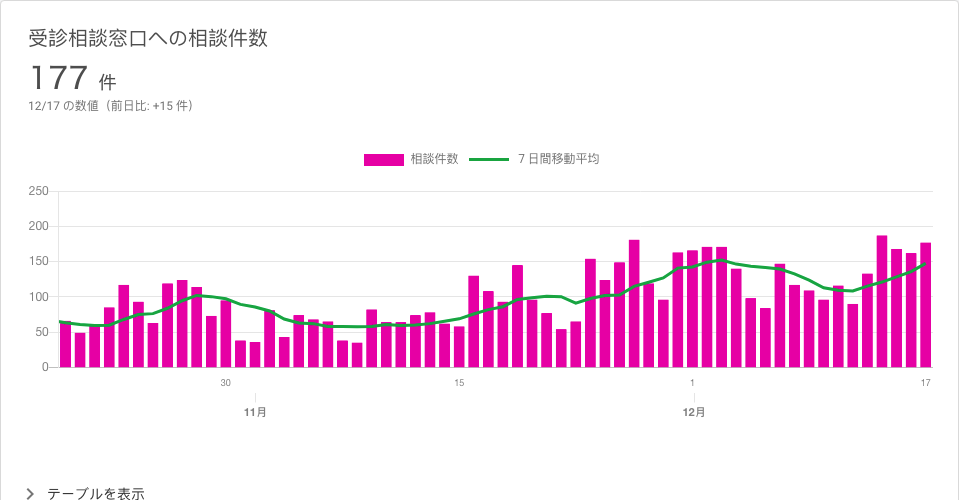 受診相談窓口への相談件数
177 件
12/17 の数値（前日比: +15 件）
相談件数 7 日間移動平均
250
200
150
100
50
0
30 15 1 17
11月 12月
テーブルを表示